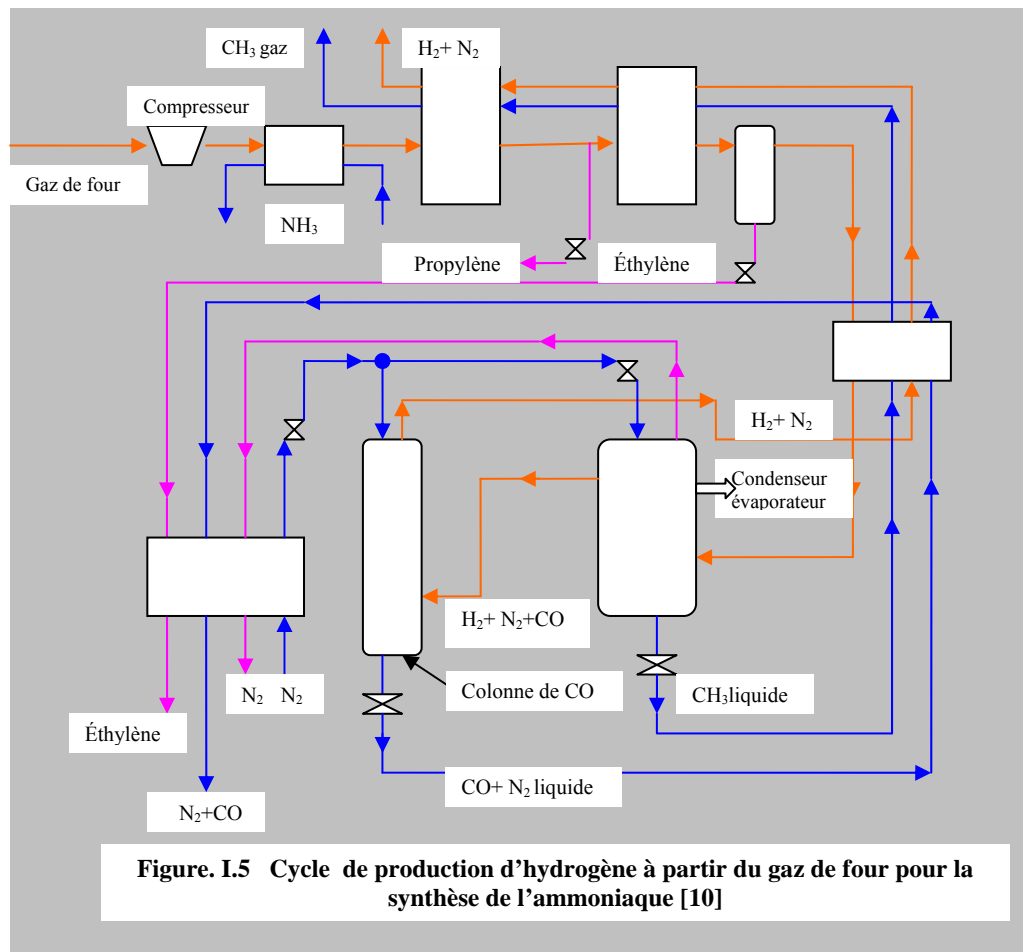 CH₃ gaz
H₂+ N₂
Compresseur
Gaz de four
NH₃
Propylène
Éthylène
H₂+ N₂
Condenseur
évaporateur
H₂+ N₂+CO
Colonne de CO
CH₃liquide
N₂ N₂
Éthylène
CO+ N₂ liquide
N₂+CO
Figure. I.5 Cycle de production d'hydrogène à partir du gaz de four pour la
synthèse de l'ammoniaque [10]